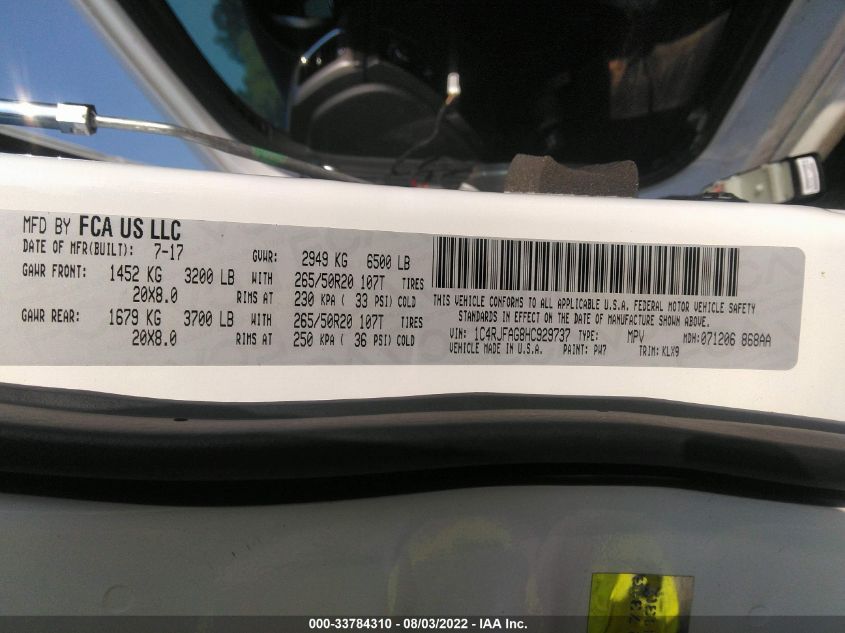 MFD BY FCA US LLC
DATE OF MFR(BUILT): 7-17 GVWR: 2949 KG 6500 LB
GAWR FRONT: 1452 KG 3200 LB WITH 265/50R20 107T TIRES
20X8.0 RIMS AT 230 KPA ( 33 PSI) COLD
GAWR REAR: 1679 KG 3700 LB WITH 265/50R20 107T TIRES
20X8.0 RIMS AT 250 KPA ( 36 PSI) COLD
THIS VEHICLE CONFORMS TO ALL APPLICABLE U.S.A. FEDERAL MOTOR VEHICLE SAFETY
STANDARDS IN EFFECT ON THE DATE OF MANUFACTURE SHOWN ABOVE.
VIN: 1C4RJFAG8HC929737 TYPE: MPV MDH: 071206 868AA
VEHICLE MADE IN U.S.A. PAINT: PW7 TRIM: KLX9
000-33784310 - 08/03/2022 - IAA Inc.